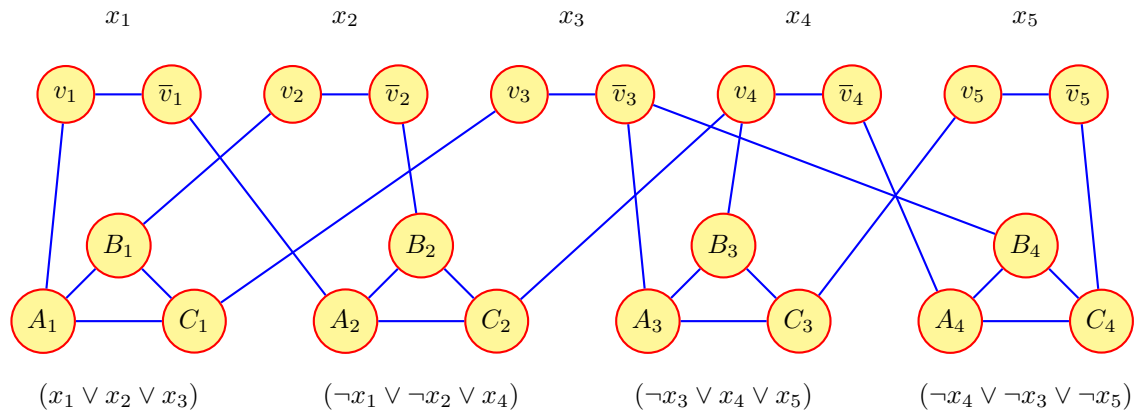 x₁ x₂ x₃ x₄ x₅
v₁ v̅₁ v₂ v̅₂ v₃ v̅₃ v₄ v̅₄ v₅ v̅₅
B₁ B₂ B₃ B₄
A₁ C₁ A₂ C₂ A₃ C₃ A₄ C₄
(x₁ ∨ x₂ ∨ x₃) (¬x₁ ∨ ¬x₂ ∨ x₄) (¬x₃ ∨ x₄ ∨ x₅) (¬x₄ ∨ ¬x₃ ∨ ¬x₅)